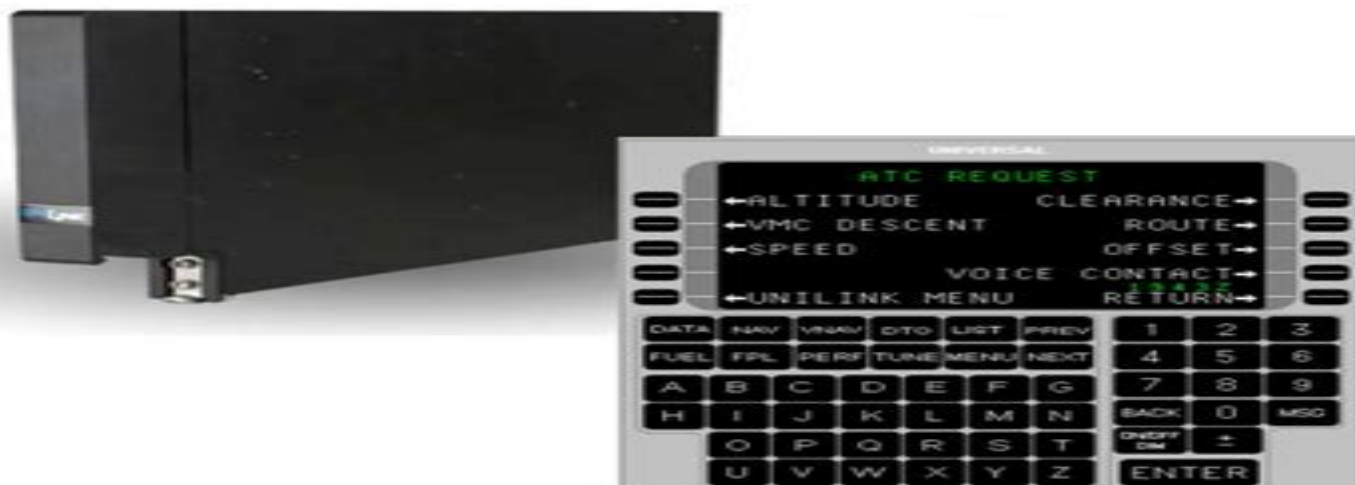 UNIVERSAL
ATC REQUEST
←ALTITUDE CLEARANCE→
←VMC DESCENT ROUTE→
←SPEED OFFSET→
VOICE CONTACT→
1943Z
←UNILINK MENU RETURN→
DATA NAV VNAV DTO LIST PREV 1 2 3
FUEL FPL PERF TUNE MENU NEXT 4 5 6
A B C D E F G 7 8 9
H I J K L M N BACK 0 MSG
O P Q R S T ON/OFF DIM ±
U V W X Y Z ENTER